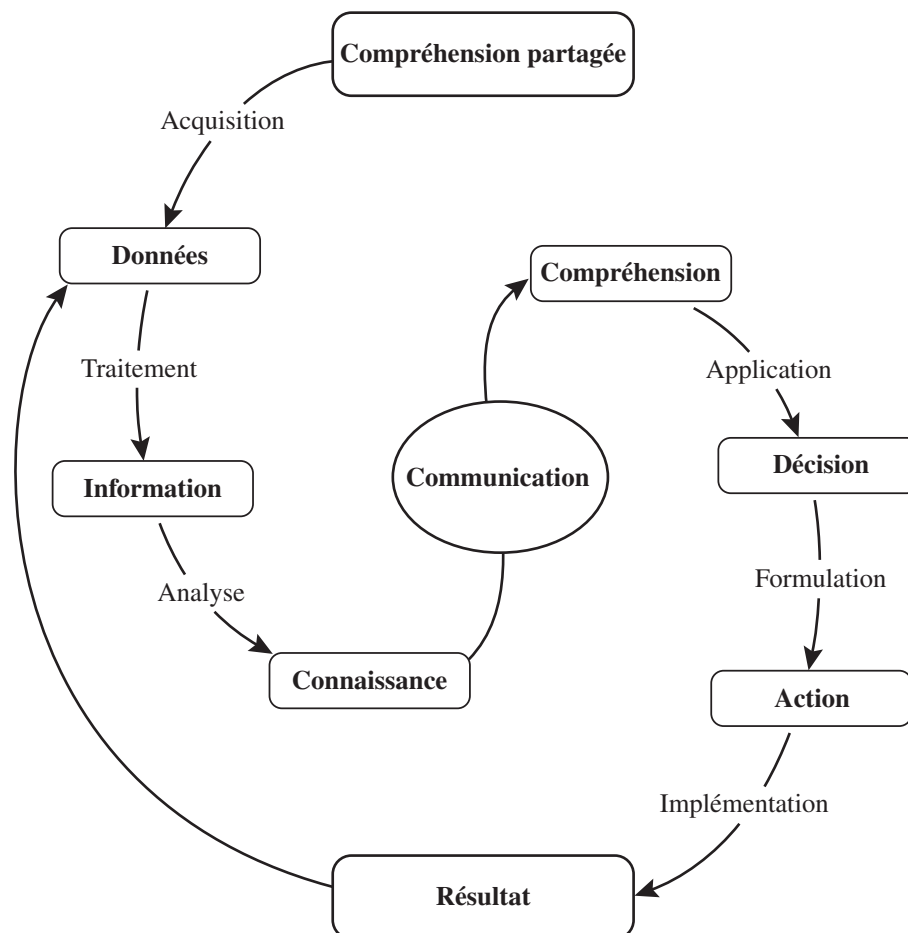 Compréhension partagée
Acquisition
Données
Traitement
Information
Analyse
Connaissance
Communication
Compréhension
Application
Décision
Formulation
Action
Implémentation
Résultat